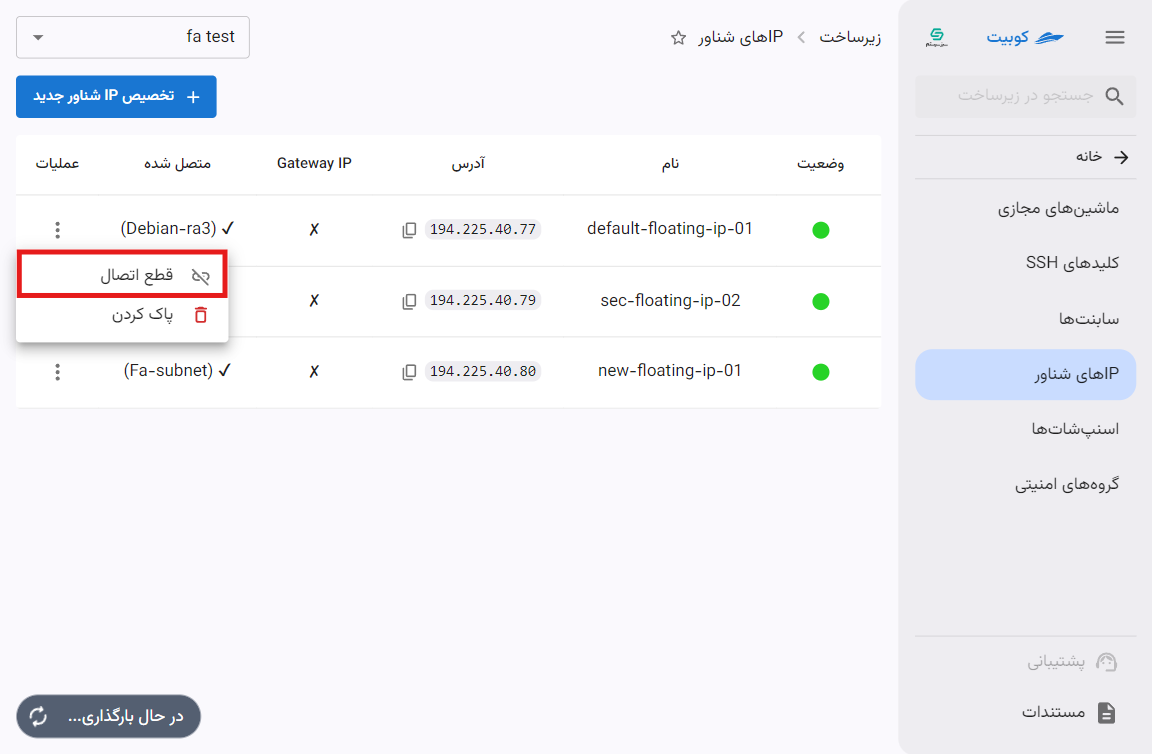 کوبیت
جستجو در زیرساخت
خانه
ماشین‌های مجازی
کلیدهای SSH
سابنت‌ها
IPهای شناور
اسنپ‌شات‌ها
گروه‌های امنیتی
پشتیبانی
مستندات
زیرساخت > IPهای شناور
fa test
+ تخصیص IP شناور جدید
وضعیت نام آدرس Gateway IP متصل شده عملیات
default-floating-ip-01 194.225.40.77 ✗ ✓ (Debian-ra3)
sec-floating-ip-02 194.225.40.79 ✗
new-floating-ip-01 194.225.40.80 ✗ ✓ (Fa-subnet)
قطع اتصال
پاک کردن
در حال بارگذاری...